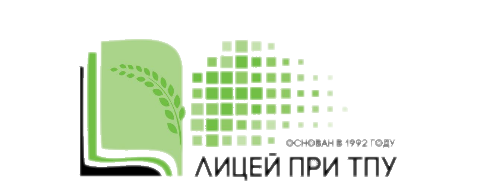 ОСНОВАН В 1992 ГОДУ
ЛИЦЕЙ ПРИ ТПУ